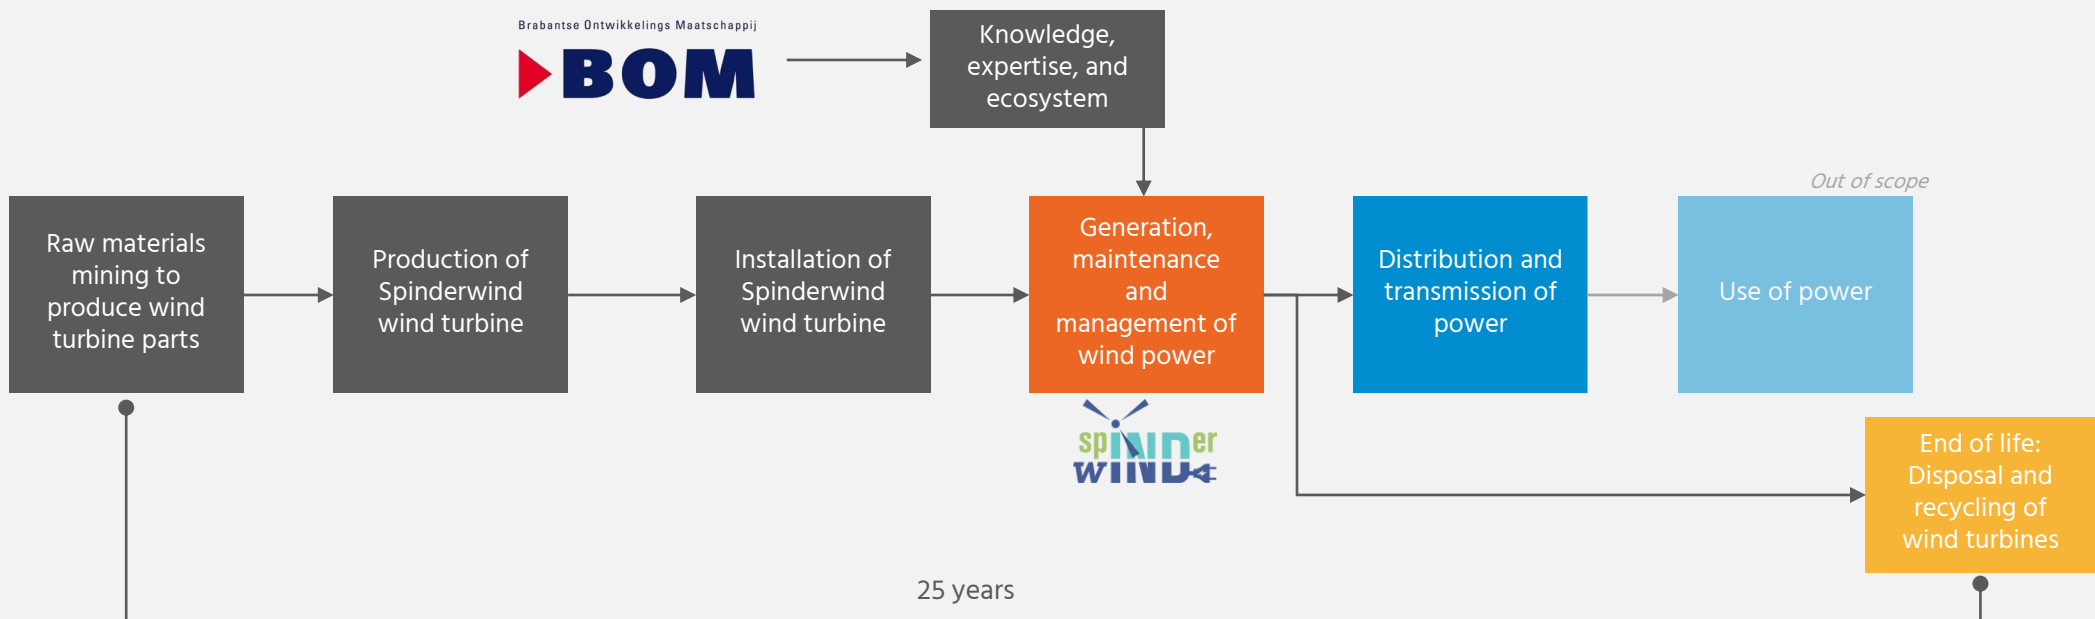 Brabantse Ontwikkelings Maatschappij
BOM
Knowledge,
expertise, and
ecosystem
Out of scope
Raw materials
mining to
produce wind
turbine parts
Production of
Spinderwind
wind turbine
Installation of
Spinderwind
wind turbine
Generation,
maintenance
and
management of
wind power
Distribution and
transmission of
power
Use of power
spINDer
wIND
End of life:
Disposal and
recycling of
wind turbines
25 years